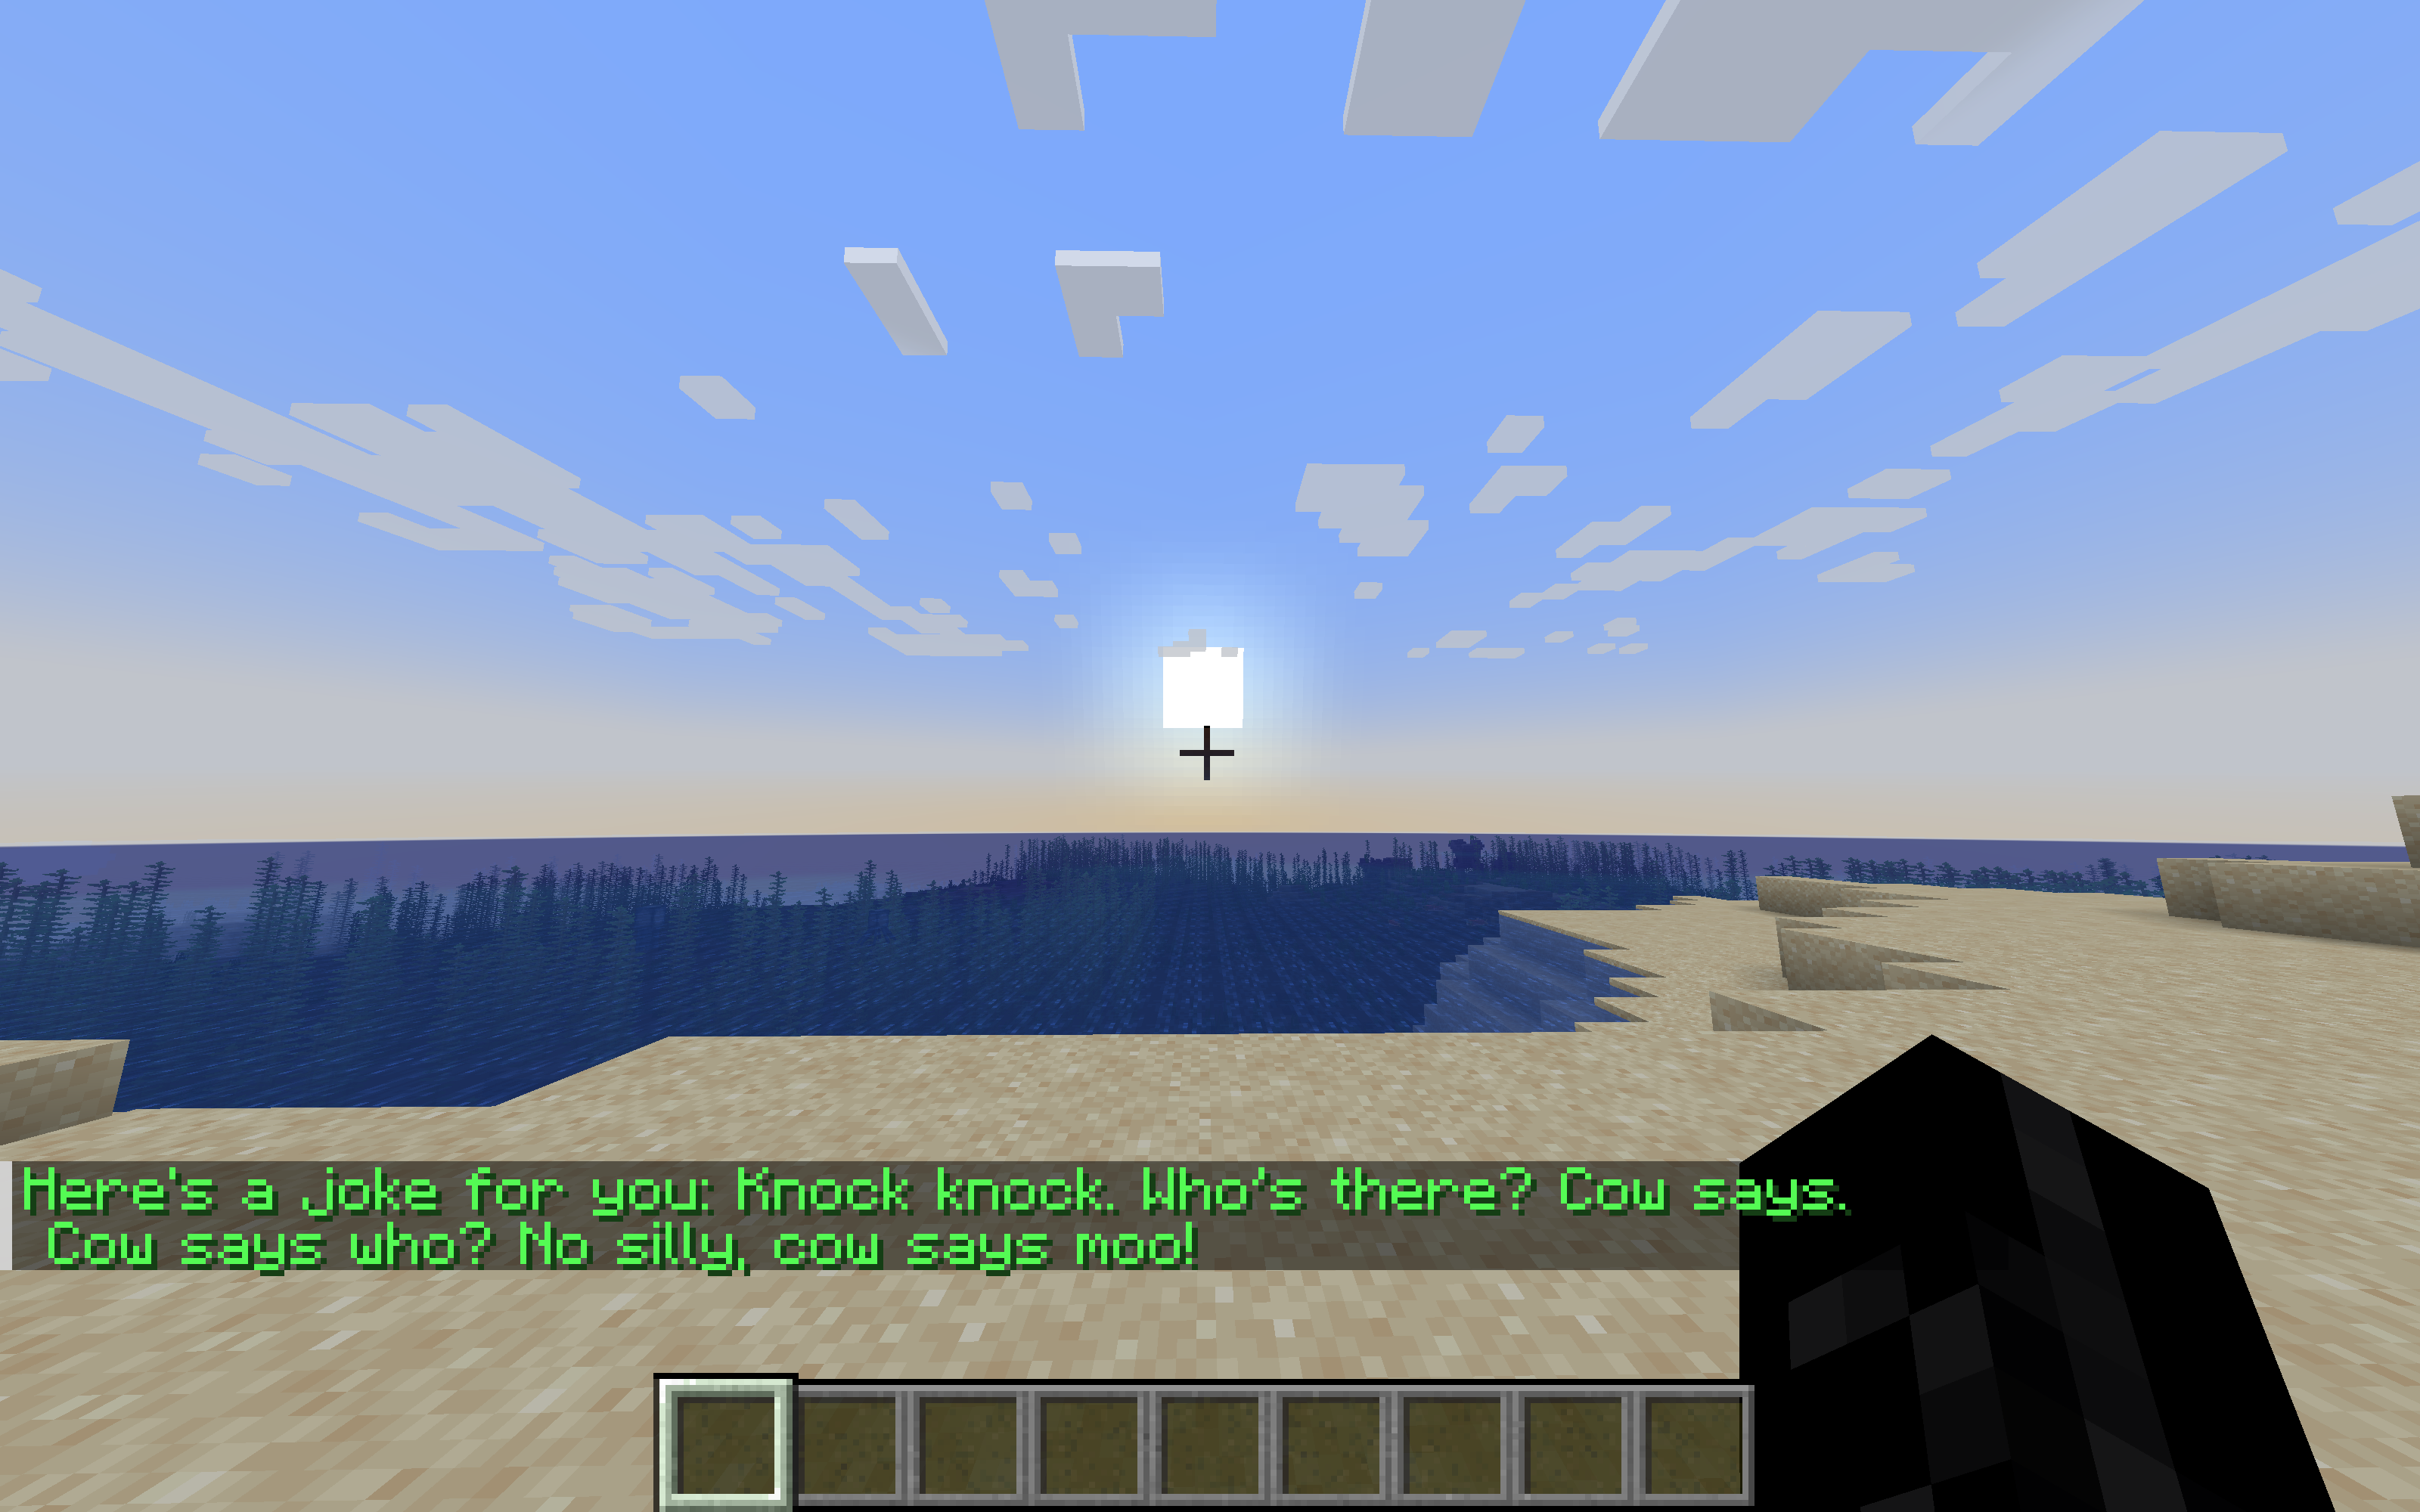 Here's a joke for you: Knock knock. Who's there? Cow says.
Cow says who? No silly, cow says moo!